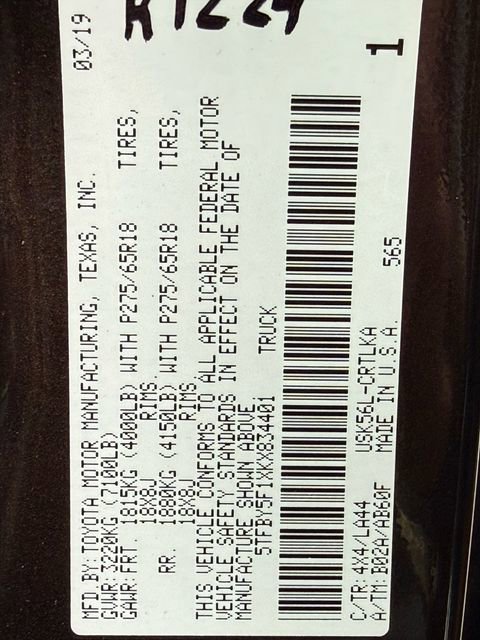 R1224
MFD.BY:TOYOTA MOTOR MANUFACTURING, TEXAS, INC. 03/19
GVWR: 3220KG (7100LB)
GAWR: FRT. 1815KG (4000LB) WITH P275/65R18 TIRES,
18X8J RIMS.
RR. 1880KG (4150LB) WITH P275/65R18 TIRES,
18X8J RIMS
THIS VEHICLE CONFORMS TO ALL APPLICABLE FEDERAL MOTOR
VEHICLE SAFETY STANDARDS IN EFFECT ON THE DATE OF
MANUFACTURE SHOWN ABOVE
5TFBY5F1XKX834401 TRUCK
C/TR: 4X4/LA44 USK56L-CRTLKA 565 1
A/TM: B02A/AB60F MADE IN U.S.A.